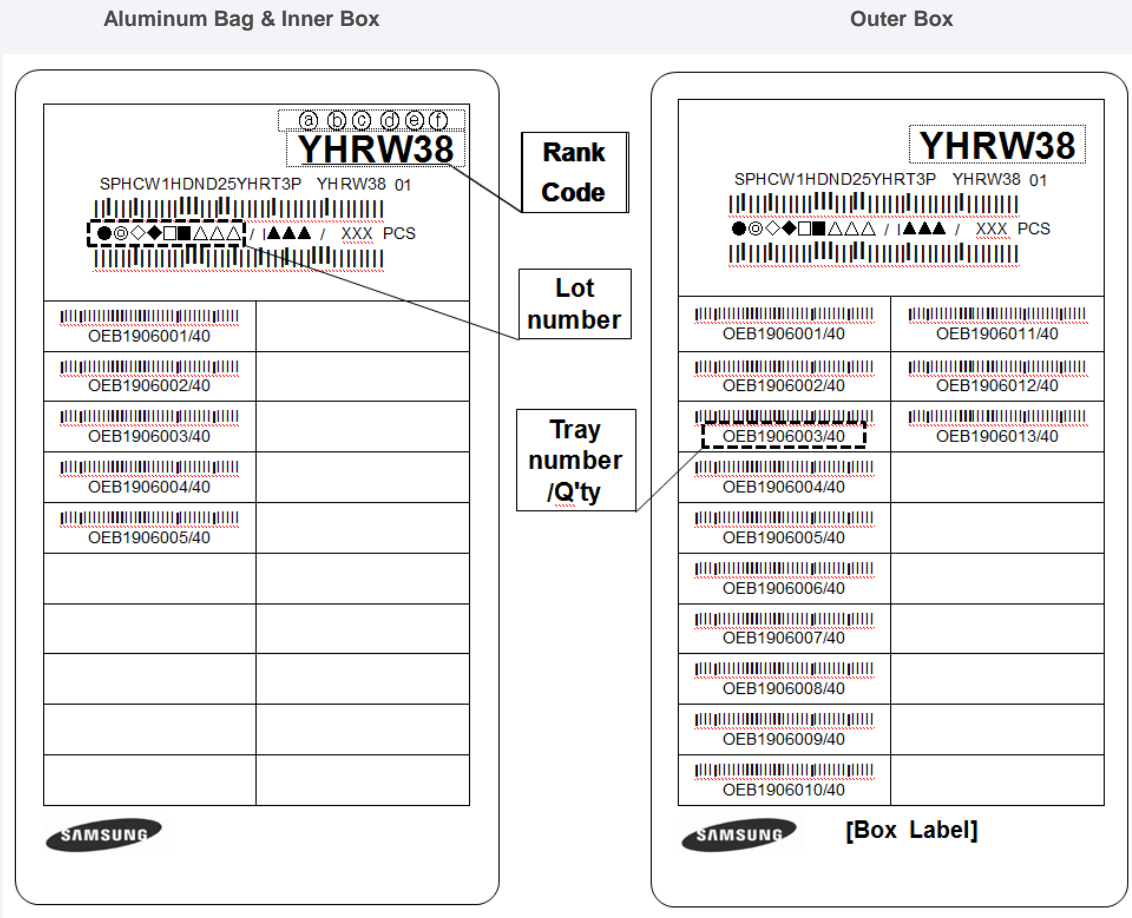 Aluminum Bag & Inner Box
ⓐ ⓑ ⓒ ⓓ ⓔ ⓕ
YHRW38
SPHCW1HDND25YHRT3P YHRW38 01
●◎◇◆□■△△△ / I▲▲▲ / XXX PCS
OEB1906001/40
OEB1906002/40
OEB1906003/40
OEB1906004/40
OEB1906005/40
SAMSUNG
Rank
Code
Lot
number
Tray
number
/Q'ty
Outer Box
YHRW38
SPHCW1HDND25YHRT3P YHRW38 01
●◎◇◆□■△△△ / I▲▲▲ / XXX PCS
OEB1906001/40 OEB1906011/40
OEB1906002/40 OEB1906012/40
OEB1906003/40 OEB1906013/40
OEB1906004/40
OEB1906005/40
OEB1906006/40
OEB1906007/40
OEB1906008/40
OEB1906009/40
OEB1906010/40
SAMSUNG [Box Label]